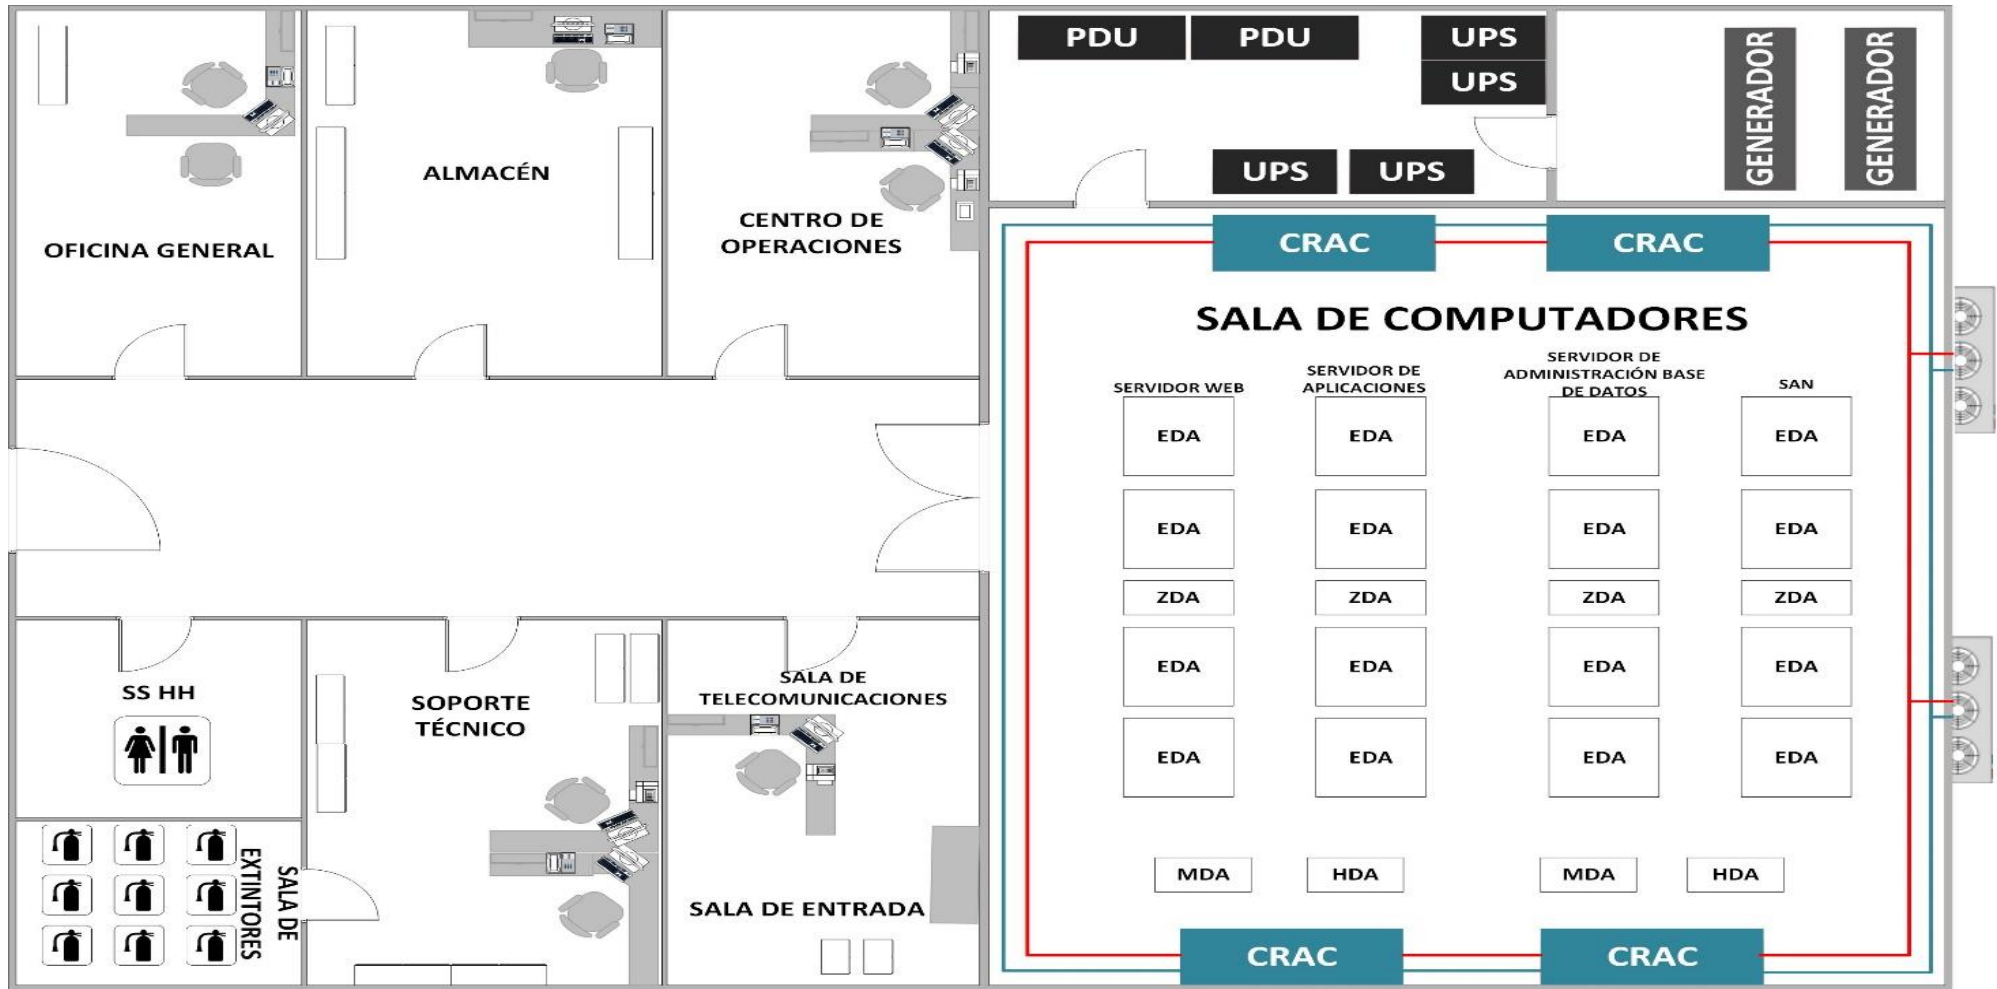 PDU
PDU
UPS
UPS
UPS
UPS
GENERADOR
GENERADOR
OFICINA GENERAL
ALMACÉN
CENTRO DE
OPERACIONES
CRAC
CRAC
SALA DE COMPUTADORES
SERVIDOR WEB
SERVIDOR DE
APLICACIONES
SERVIDOR DE
ADMINISTRACIÓN BASE
DE DATOS
SAN
EDA
EDA
EDA
EDA
EDA
EDA
EDA
EDA
ZDA
ZDA
ZDA
ZDA
EDA
EDA
EDA
EDA
EDA
EDA
EDA
EDA
MDA
HDA
MDA
HDA
CRAC
CRAC
SS HH
SALA DE
EXTINTORES
SOPORTE
TÉCNICO
SALA DE
TELECOMUNICACIONES
SALA DE ENTRADA